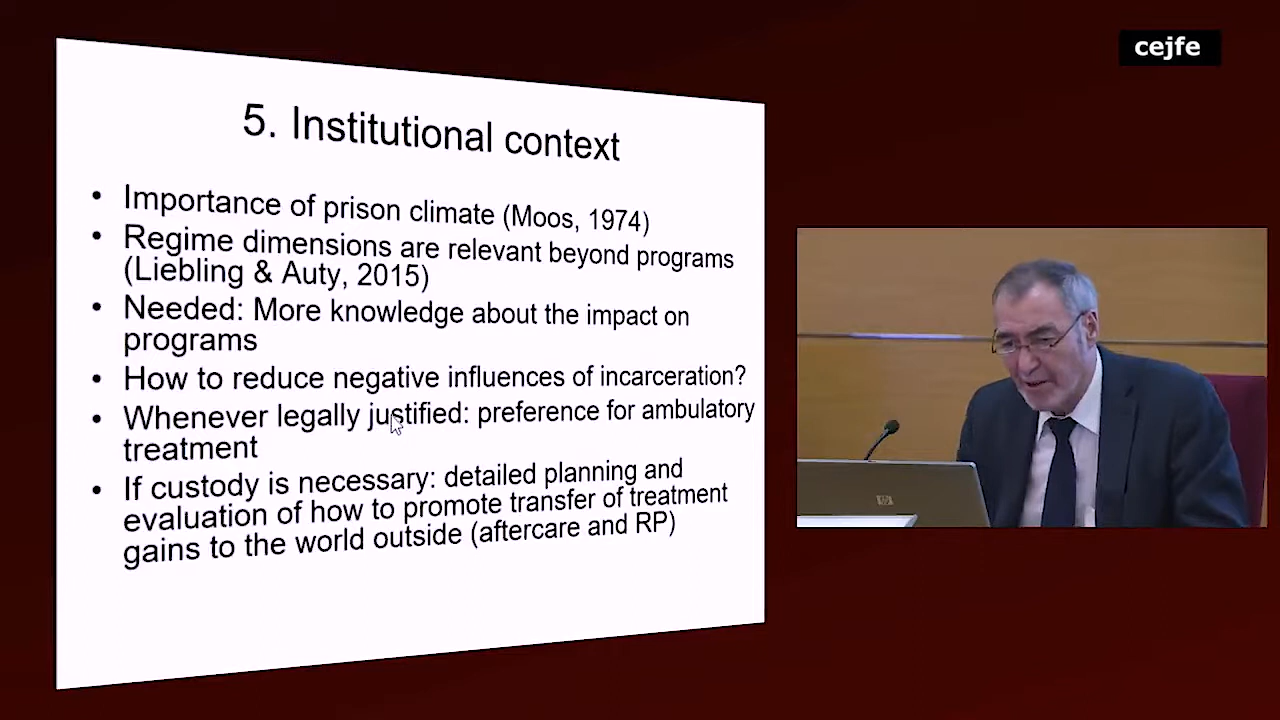 cejfe
5. Institutional context
• Importance of prison climate (Moos, 1974)
• Regime dimensions are relevant beyond programs
(Liebling & Auty, 2015)
• Needed: More knowledge about the impact on
programs
• How to reduce negative influences of incarceration?
• Whenever legally justified: preference for ambulatory
treatment
• If custody is necessary: detailed planning and
evaluation of how to promote transfer of treatment
gains to the world outside (aftercare and RP)
hp